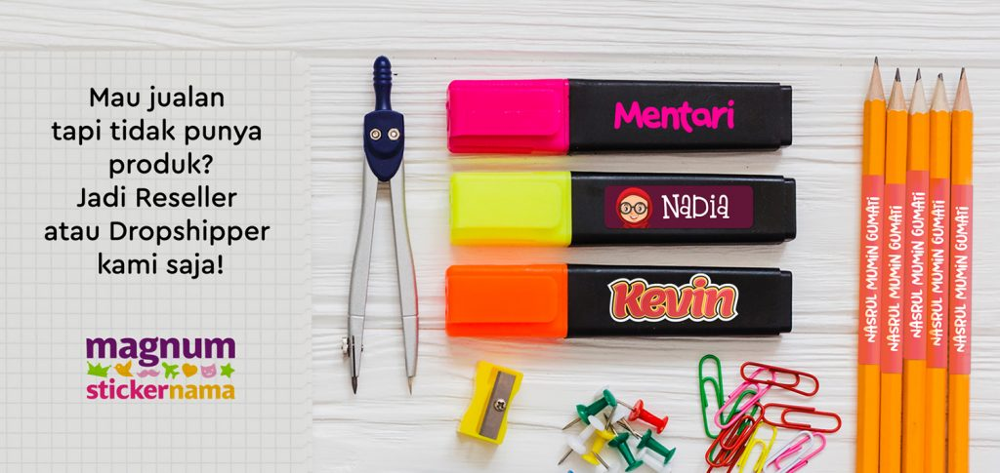 Mau jualan
tapi tidak punya
produk?
Jadi Reseller
atau Dropshipper
kami saja!
magnum
stickernama
Mentari
Nadia
Kevin
NASRUL MUMIN GUMATI
NASRUL MUMIN GUMATI
NASRUL MUMIN GUMATI
NASRUL MUMIN GUMATI
NASRUL MUMIN GUMATI